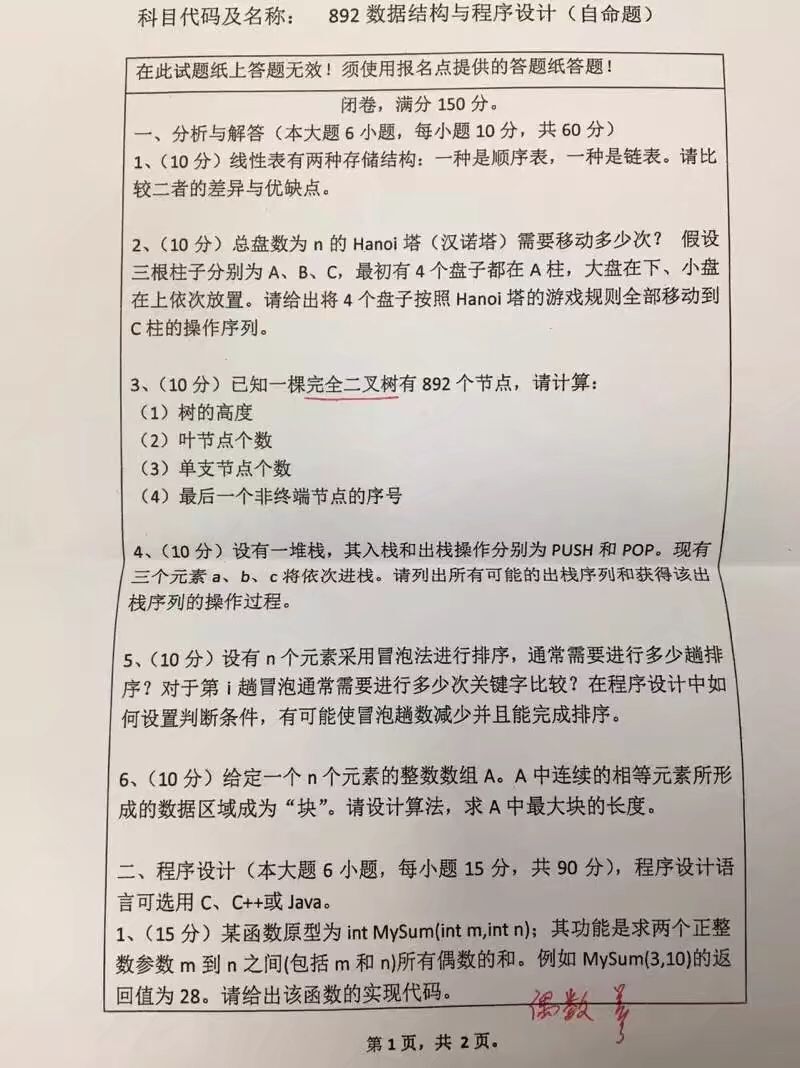 科目代码及名称： 892 数据结构与程序设计（自命题）
在此试题纸上答题无效！须使用报名点提供的答题纸答题！
闭卷，满分 150 分。
一、分析与解答（本大题 6 小题，每小题 10 分，共 60 分）
1、（10 分）线性表有两种存储结构：一种是顺序表，一种是链表。请比
较二者的差异与优缺点。
2、（10 分）总盘数为 n 的 Hanoi 塔（汉诺塔）需要移动多少次？ 假设
三根柱子分别为 A、B、C，最初有 4 个盘子都在 A 柱，大盘在下、小盘
在上依次放置。请给出将 4 个盘子按照 Hanoi 塔的游戏规则全部移动到
C 柱的操作序列。
3、（10 分）已知一棵完全二叉树有 892 个节点，请计算：
（1）树的高度
（2）叶节点个数
（3）单支节点个数
（4）最后一个非终端节点的序号
4、（10 分）设有一堆栈，其入栈和出栈操作分别为 PUSH 和 POP。现有
三个元素 a、b、c 将依次进栈。请列出所有可能的出栈序列和获得该出
栈序列的操作过程。
5、（10 分）设有 n 个元素采用冒泡法进行排序，通常需要进行多少趟排
序？对于第 i 趟冒泡通常需要进行多少次关键字比较？在程序设计中如
何设置判断条件，有可能使冒泡趟数减少并且能完成排序。
6、（10 分）给定一个 n 个元素的整数数组 A。A 中连续的相等元素所形
成的数据区域成为“块”。请设计算法，求 A 中最大块的长度。
二、程序设计（本大题 6 小题，每小题 15 分，共 90 分），程序设计语
言可选用 C、C++或 Java。
1、（15 分）某函数原型为 int MySum(int m,int n)；其功能是求两个正整
数参数 m 到 n 之间(包括 m 和 n)所有偶数的和。例如 MySum(3,10)的返
回值为 28。请给出该函数的实现代码。
偶数
第 1 页，共 2 页。